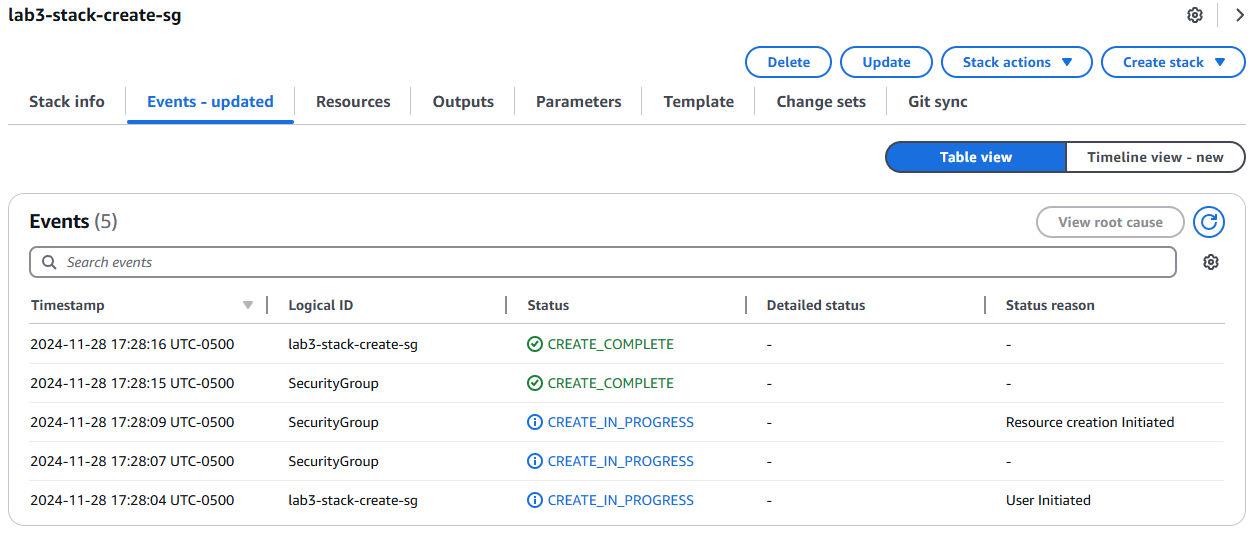 lab3-stack-create-sg
Delete Update Stack actions Create stack
Stack info Events - updated Resources Outputs Parameters Template Change sets Git sync
Table view Timeline view - new
Events (5) View root cause
Search events
Timestamp Logical ID Status Detailed status Status reason
2024-11-28 17:28:16 UTC-0500 lab3-stack-create-sg CREATE_COMPLETE - -
2024-11-28 17:28:15 UTC-0500 SecurityGroup CREATE_COMPLETE - -
2024-11-28 17:28:09 UTC-0500 SecurityGroup CREATE_IN_PROGRESS - Resource creation Initiated
2024-11-28 17:28:07 UTC-0500 SecurityGroup CREATE_IN_PROGRESS - -
2024-11-28 17:28:04 UTC-0500 lab3-stack-create-sg CREATE_IN_PROGRESS - User Initiated